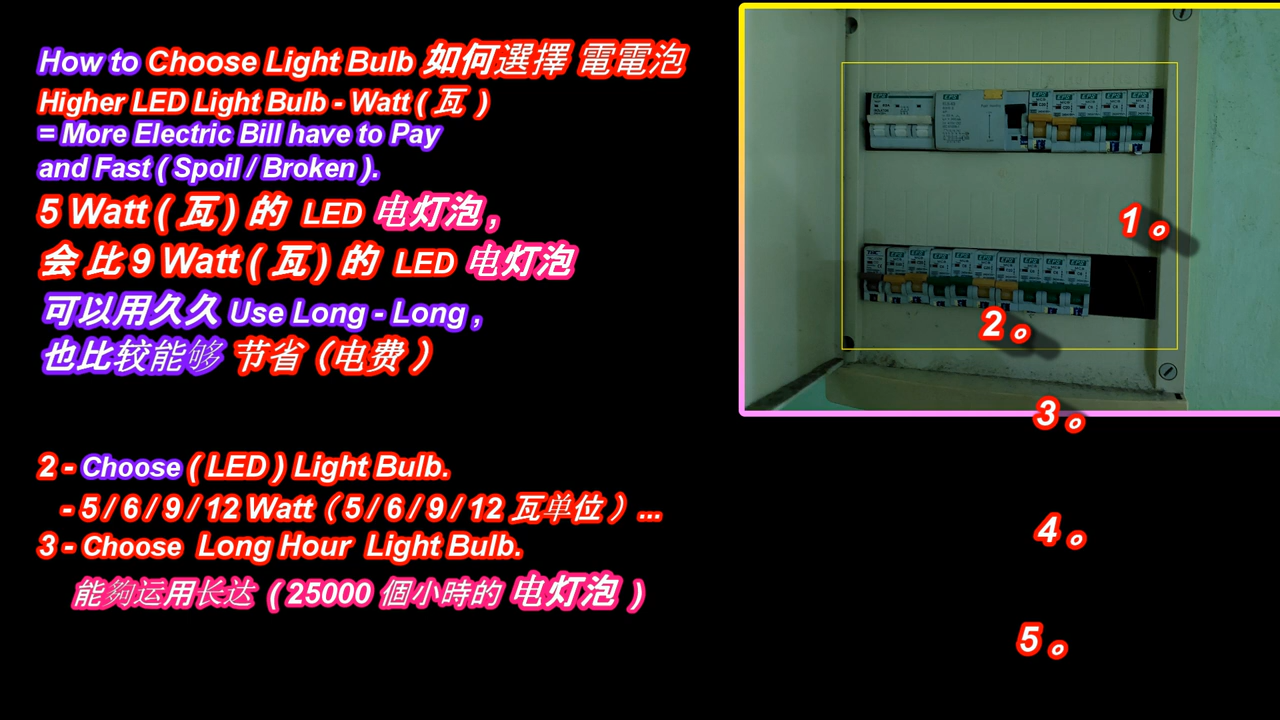 How to Choose Light Bulb 如何選擇 電電泡
Higher LED Light Bulb - Watt ( 瓦 )
= More Electric Bill have to Pay
and Fast ( Spoil / Broken ).
5 Watt ( 瓦 ) 的 LED 电灯泡 ,
会 比 9 Watt ( 瓦 ) 的 LED 电灯泡
可以用久久 Use Long - Long ,
也比较能够 节省（电费 ）
2 - Choose ( LED ) Light Bulb.
- 5 / 6 / 9 / 12 Watt（ 5 / 6 / 9 / 12 瓦单位 ）...
3 - Choose Long Hour Light Bulb.
能夠运用长达 ( 25000 個小時的 电灯泡 )
1 。
2 。
3 。
4 。
5 。